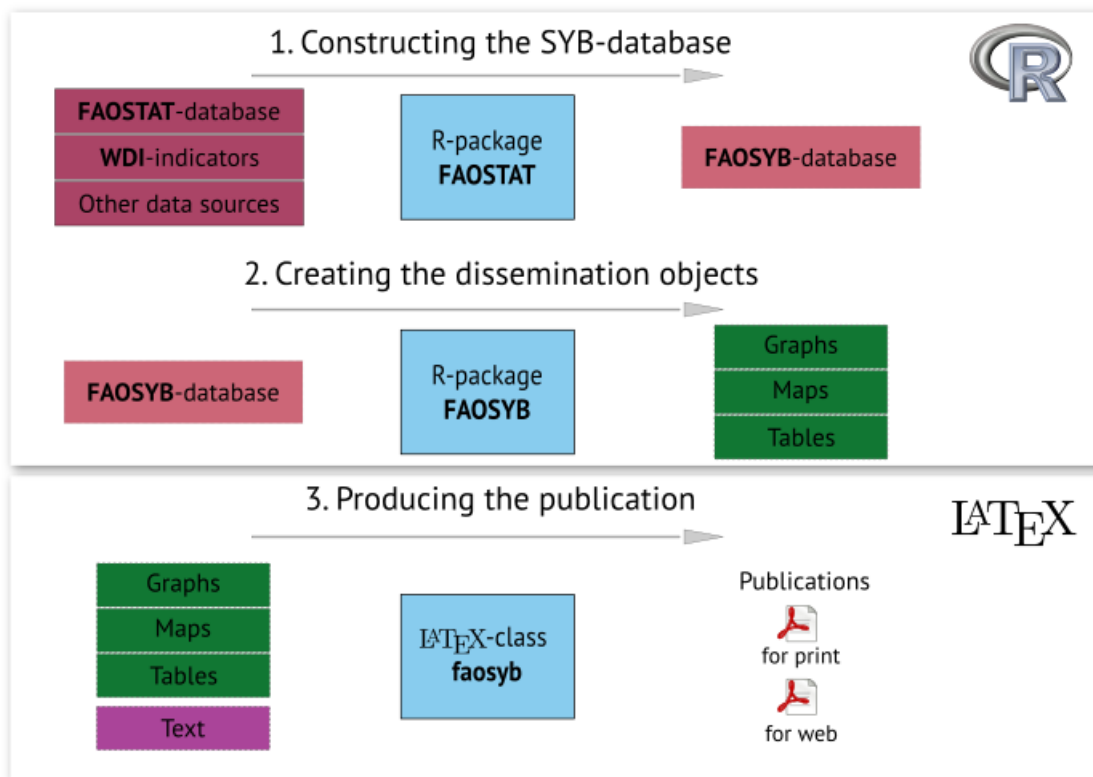 1. Constructing the SYB-database
R
FAOSTAT-database
WDI-indicators
Other data sources
R-package
FAOSTAT
FAOSYB-database
2. Creating the dissemination objects
FAOSYB-database
R-package
FAOSYB
Graphs
Maps
Tables
3. Producing the publication
LATEX
Graphs
Maps
Tables
Text
LATEX-class
faosyb
Publications
for print
for web